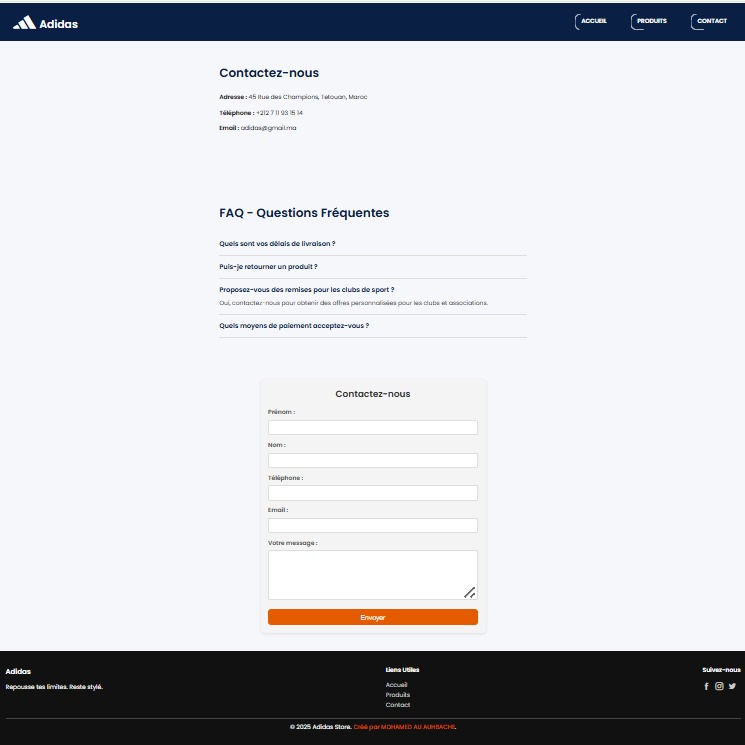 Adidas
ACCUEIL
PRODUITS
CONTACT
Contactez-nous
Adresse : 45 Rue des Champions, Tetouan, Maroc
Téléphone : +212 7 11 93 15 14
Email : adidas@gmail.ma
FAQ - Questions Fréquentes
Quels sont vos délais de livraison ?
Puis-je retourner un produit ?
Proposez-vous des remises pour les clubs de sport ?
Oui, contactez-nous pour obtenir des offres personnalisées pour les clubs et associations.
Quels moyens de paiement acceptez-vous ?
Contactez-nous
Prénom :
Nom :
Téléphone :
Email :
Votre message :
Envoyer
Adidas
Repousse tes limites. Reste stylé.
Liens Utiles
Accueil
Produits
Contact
Suivez-nous
© 2025 Adidas Store. Créé par MOHAMED AU AUHBACHE.